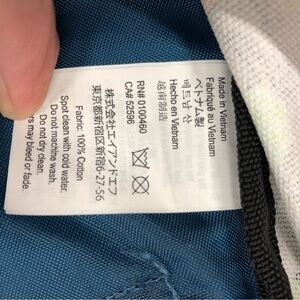 Made in Vietnam
Fabriqué au Vietnam
ベトナム製
베트남 산
Hecho en Vietnam
越南製
RN# 0100460
CA# 52596
株式会社エイアンドエフ
東京都新宿区新宿6-27-56
Fabric: 100% Cotton
Spot clean with cold water.
Do not machine wash.
Do not dry clean.
may bleed or fade.